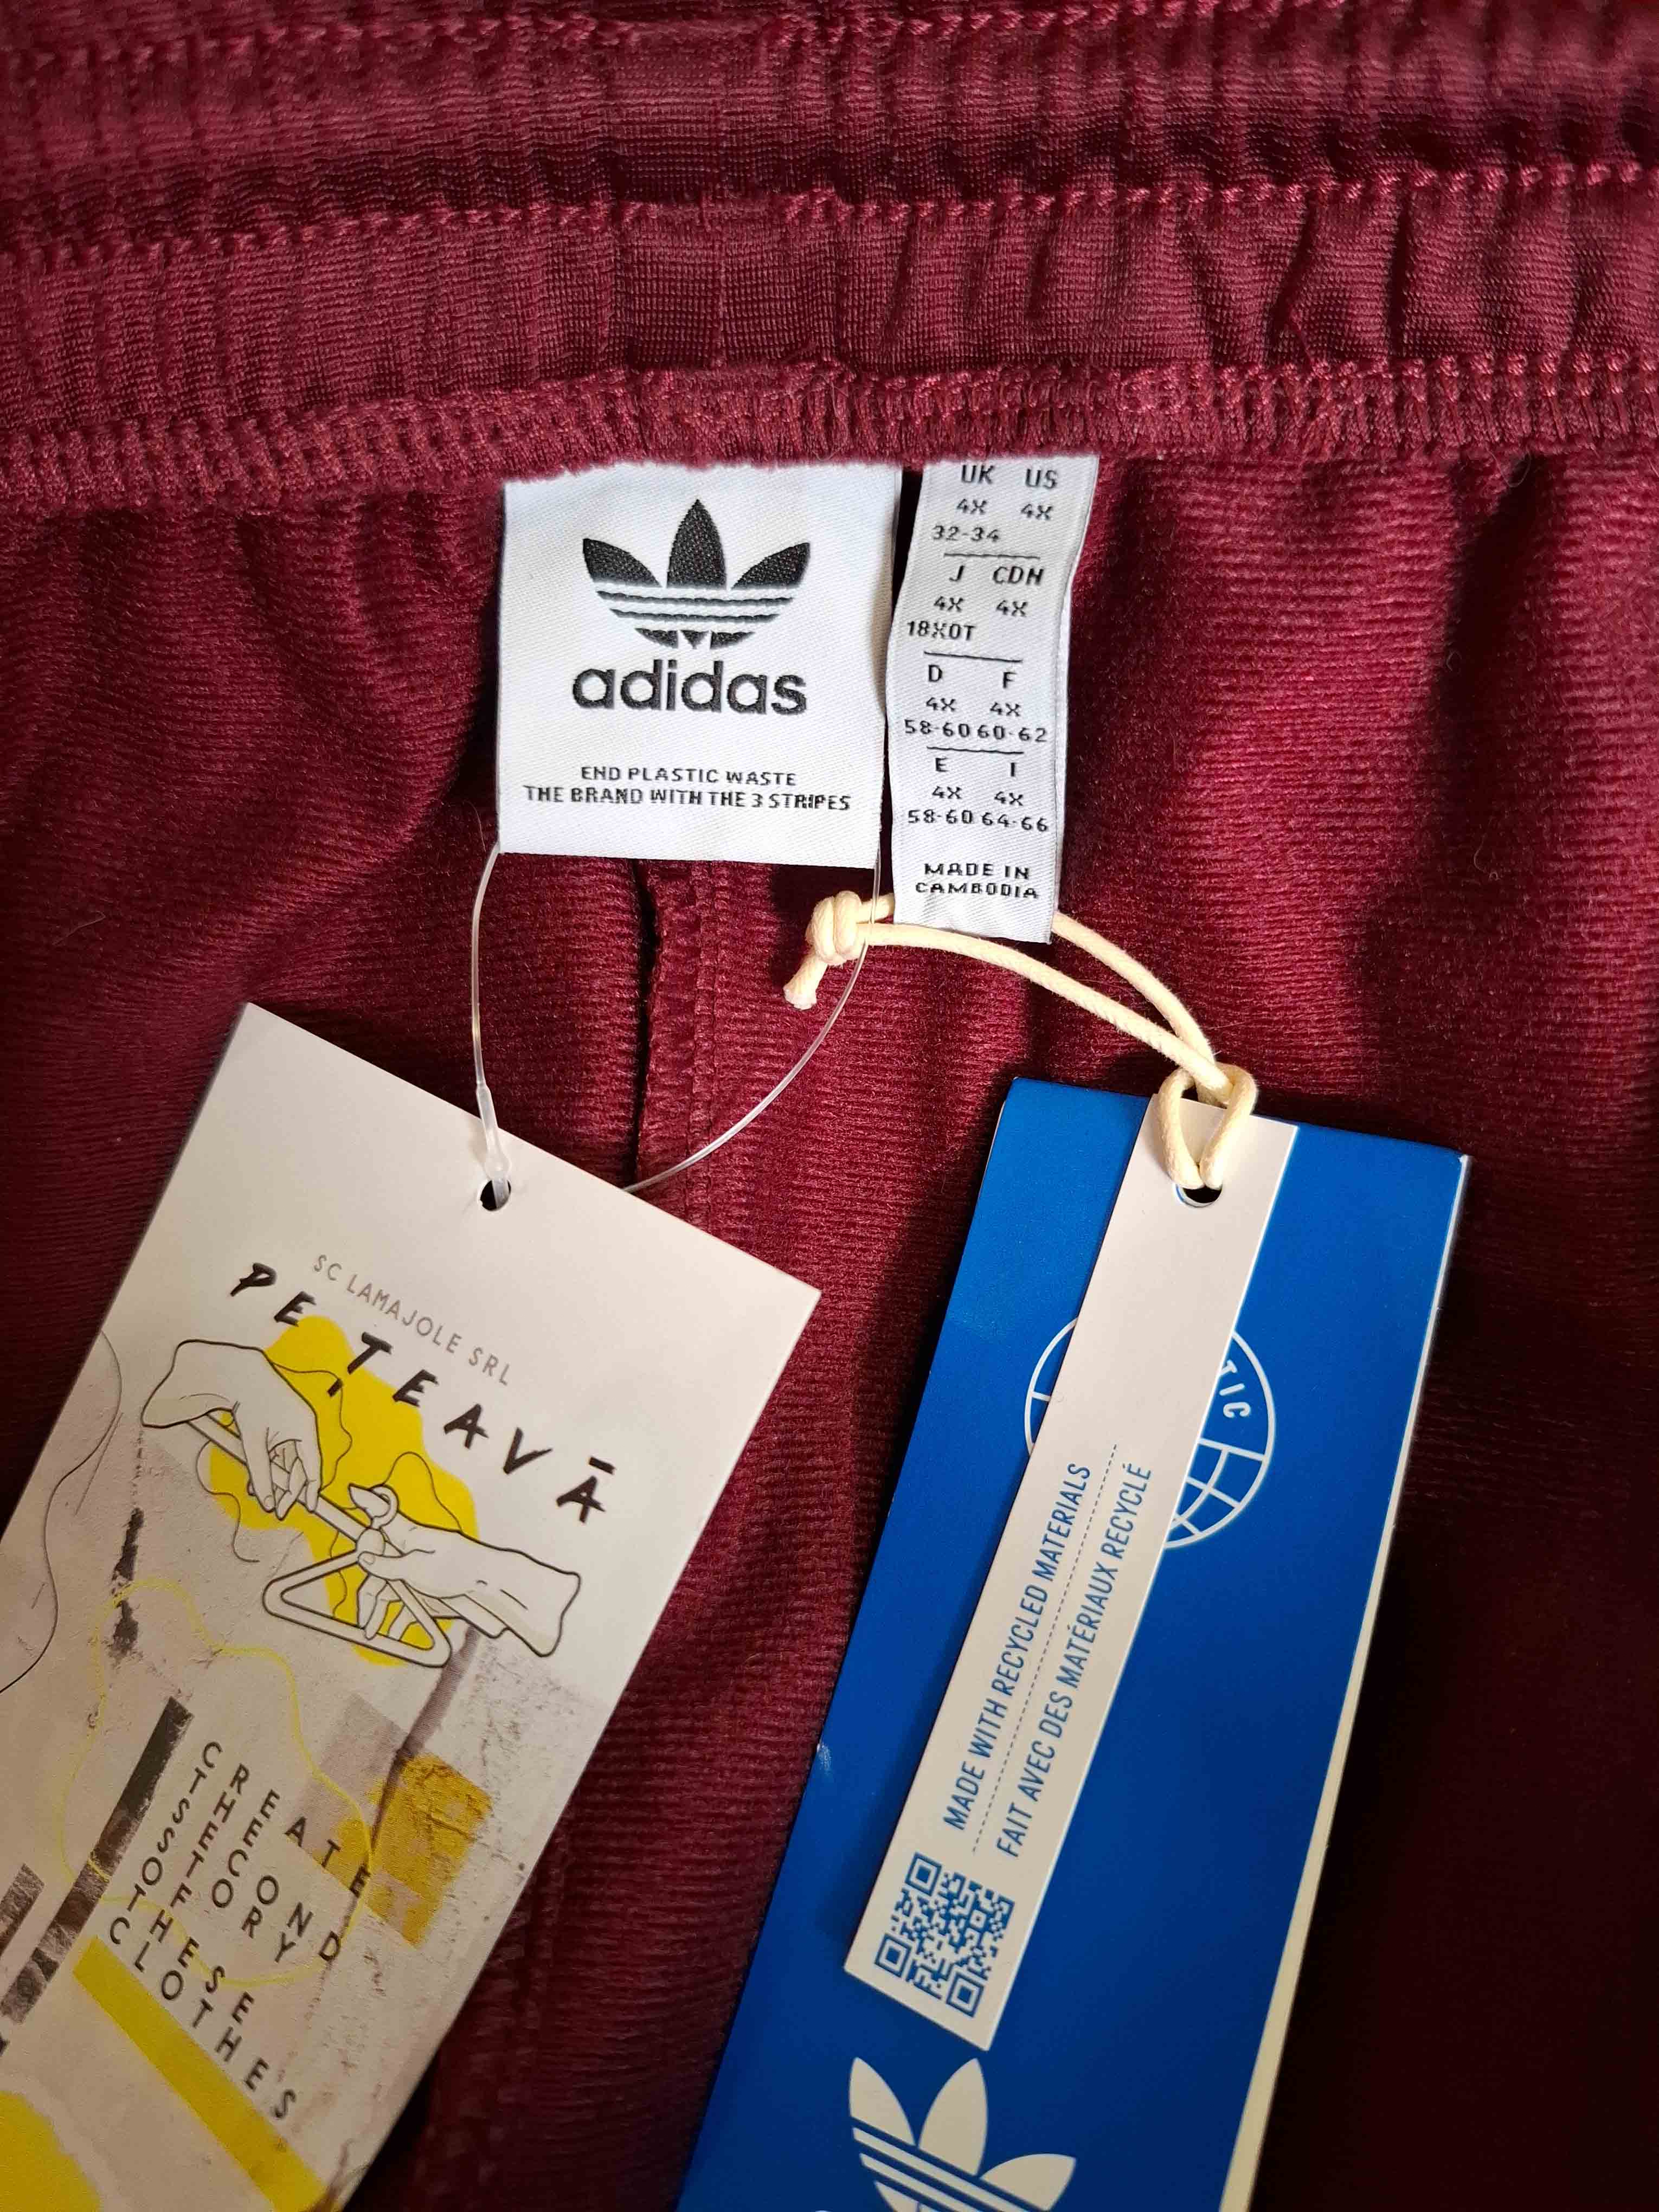 adidas
END PLASTIC WASTE
THE BRAND WITH THE 3 STRIPES
UK US
4X 4X
32-34
J CDN
4X 4X
18XOT
D F
4X 4X
58-60 60-62
E I
4X 4X
58-60 64-66
MADE IN
CAMBODIA
SC LAMAJOLE SRL
PE TEAVĀ
CREATE
THE SECOND
STORY
OF
THESE
CLOTHES
TIC
MADE WITH RECYCLED MATERIALS
FAIT AVEC DES MATÉRIAUX RECYCLÉ